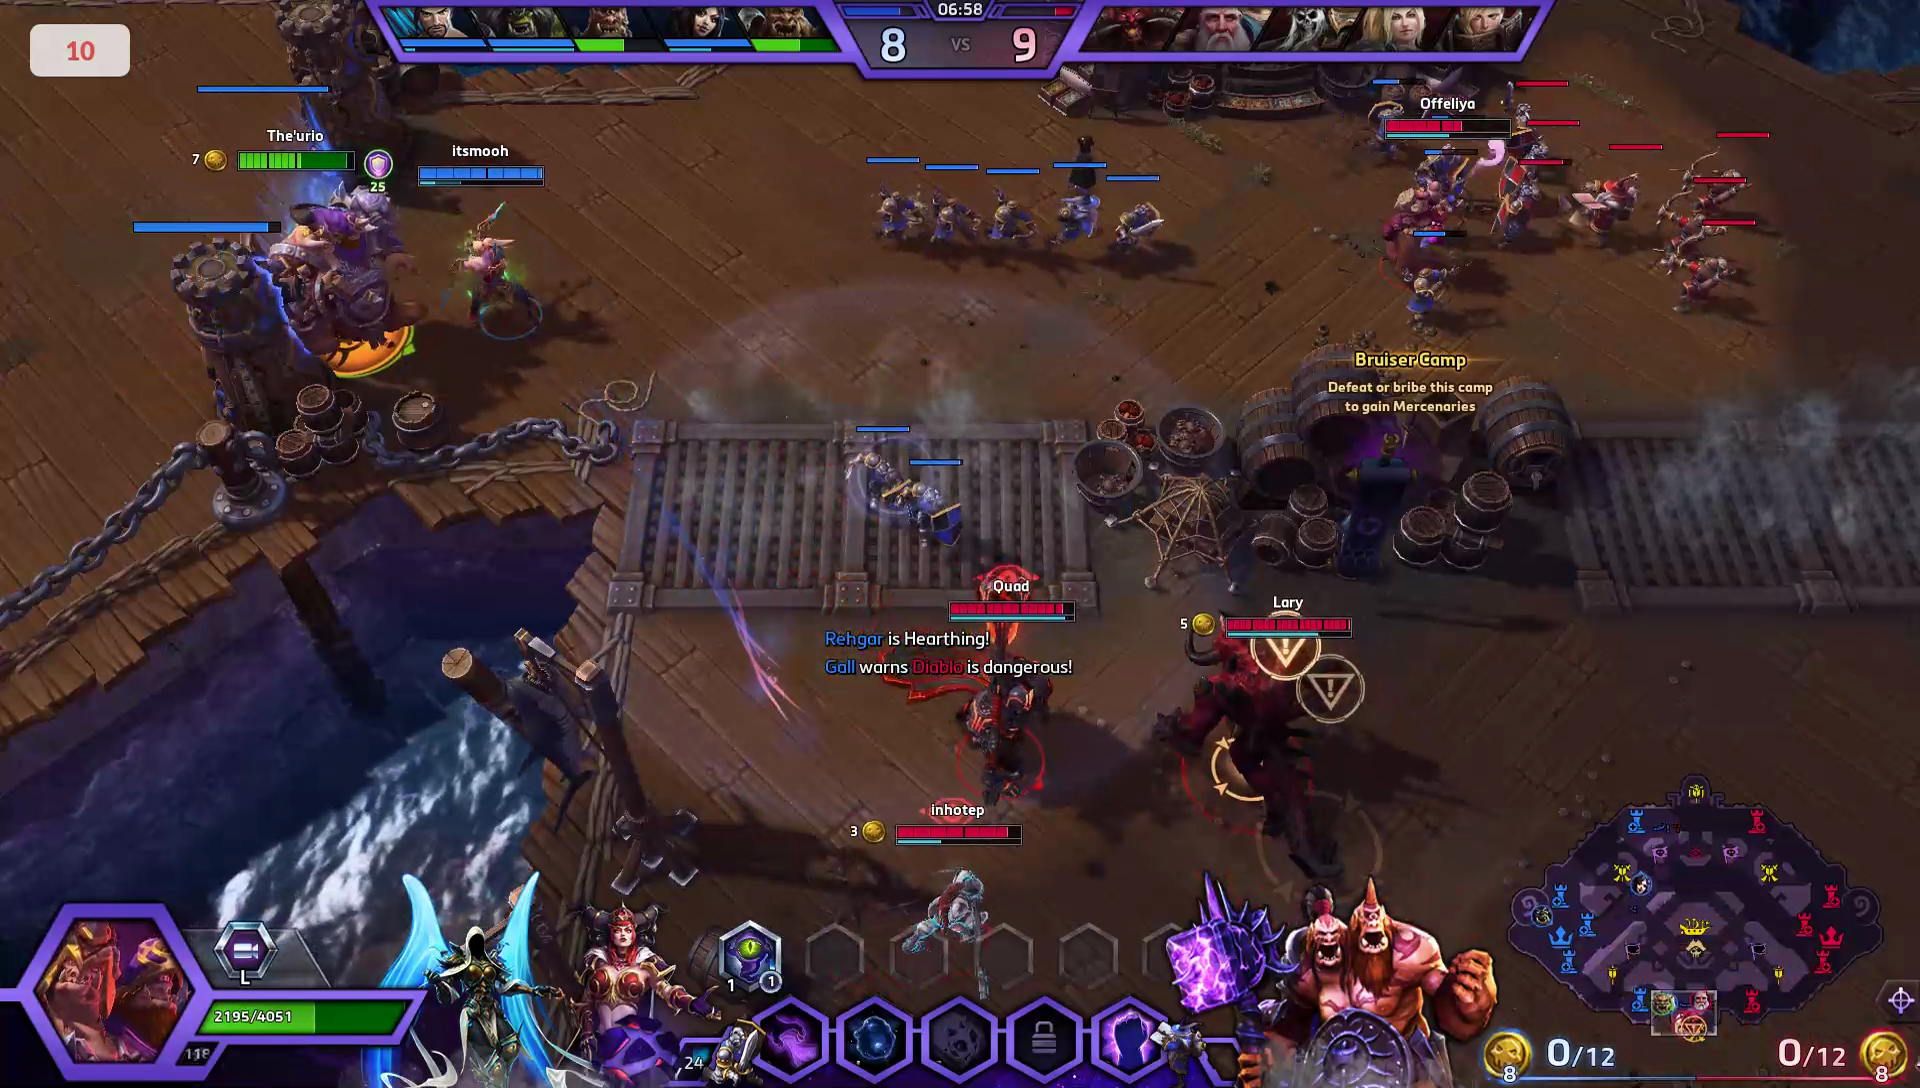 10
06:58
8 VS 9
The'urlo
7
25
itsmooh
Offeliya
Bruiser Camp
Defeat or bribe this camp
to gain Mercenaries
Quad
Lary
5
Rehgar is Hearthing!
Gall warns Diablo is dangerous!
inhotep
3
L
2195/4051
118
1
1
24
0/12
8
0/12
8